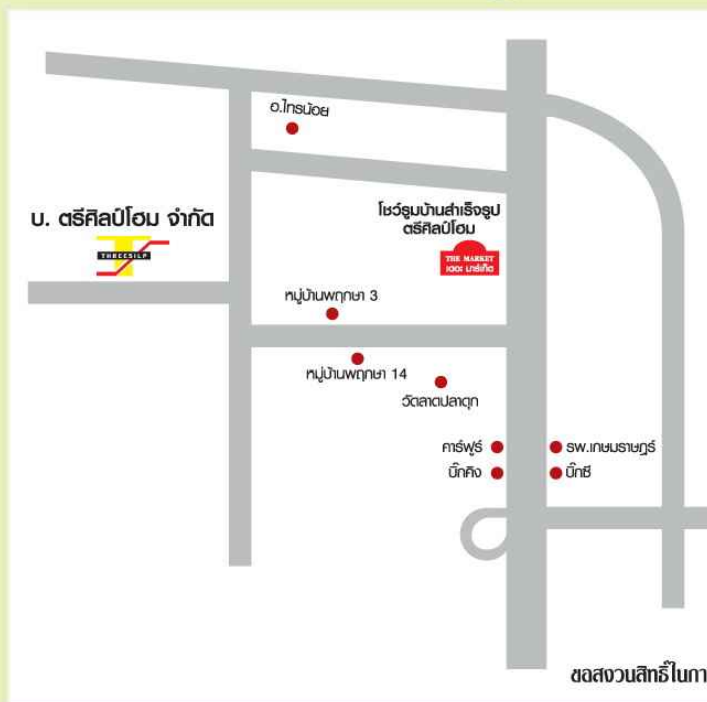 อ.ไทรน้อย
บ. ตรีศิลป์โฮม จำกัด
THREESILP
โชว์รูมบ้านสำเร็จรูป
ตรีศิลป์โฮม
THE MARKET
เดอะ มาร์เก็ต
หมู่บ้านพฤกษา 3
หมู่บ้านพฤกษา 14
วัดลาดปลาดุก
คาร์ฟูร์
รพ.เกษมราษฎร์
บิ๊กคิง
บิ๊กซี
ขอสงวนสิทธิ์ในกา